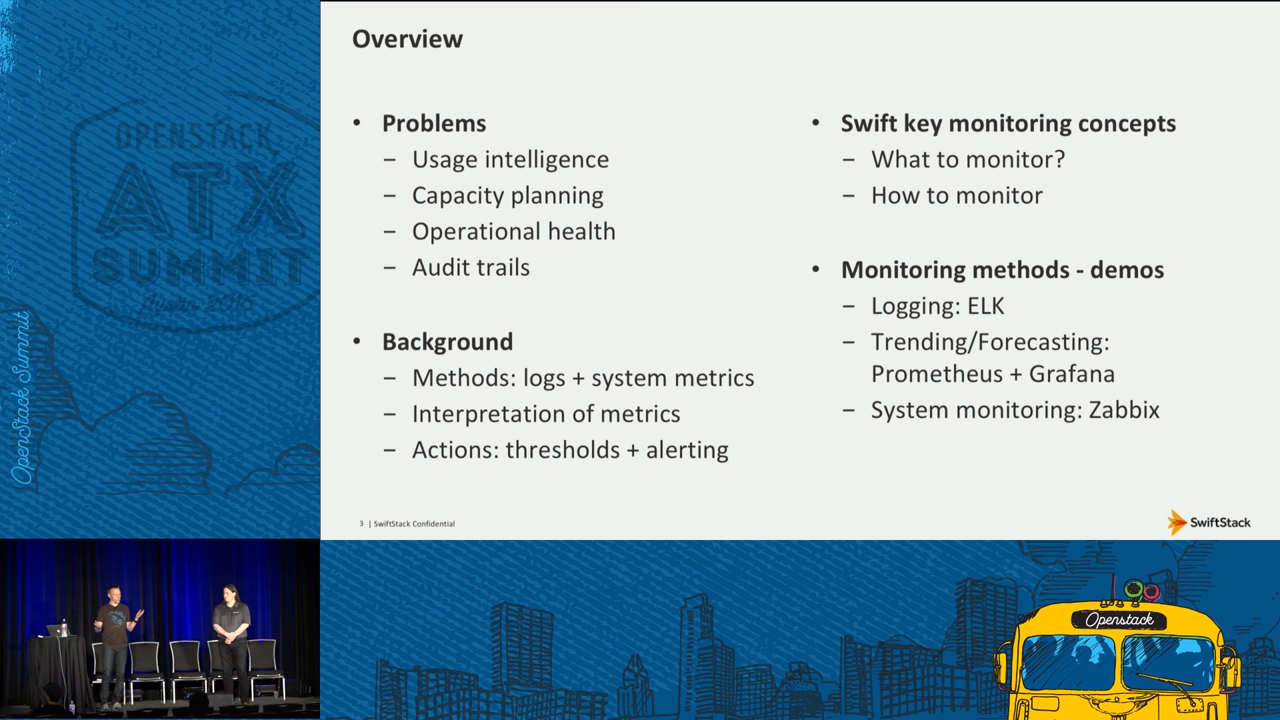 Overview
• Problems
– Usage intelligence
– Capacity planning
– Operational health
– Audit trails
• Background
– Methods: logs + system metrics
– Interpretation of metrics
– Actions: thresholds + alerting
• Swift key monitoring concepts
– What to monitor?
– How to monitor
• Monitoring methods - demos
– Logging: ELK
– Trending/Forecasting:
Prometheus + Grafana
– System monitoring: Zabbix
3 | SwiftStack Confidential
SwiftStack
OPENSTACK
ATX
SUMMIT
Austin 2016
OpenStack Summit
Openstack